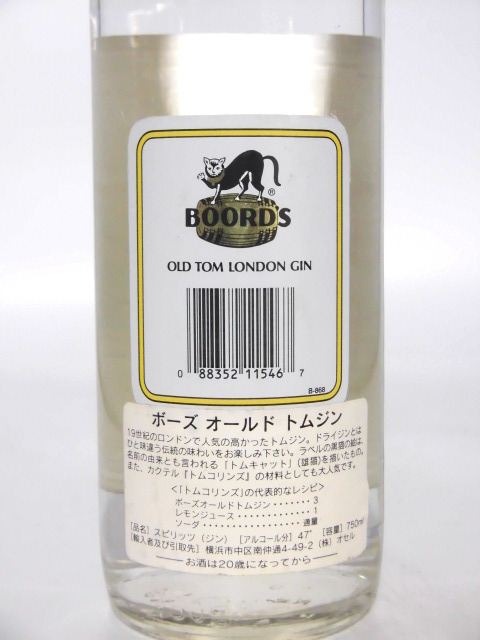 BOORD'S
®
OLD TOM LONDON GIN
0 88352 11546 7
B-868
ボーズ オールド トムジン
19世紀のロンドンで人気の高かったトムジン。ドライジンとは
ひと味違う伝統の味わいをお楽しみ下さい。ラベルの黒猫の絵は、
名前の由来とも言われる「トムキャット」(雄猫)を描いたもの。
また、カクテル『トムコリンズ』の材料としても大人気です。
<「トムコリンズ」の代表的なレシピ>
ボーズオールドトムジン・・・・・・・3
レモンジュース・・・・・・・・・・・1
ソーダ・・・・・・・・・・・・・・・適量
[品名] スピリッツ (ジン) [アルコール分] 47° [容量] 750ml
[輸入者及び引取先] 横浜市中区南仲通4-49-2 (株) オゼル
お酒は20歳になってから